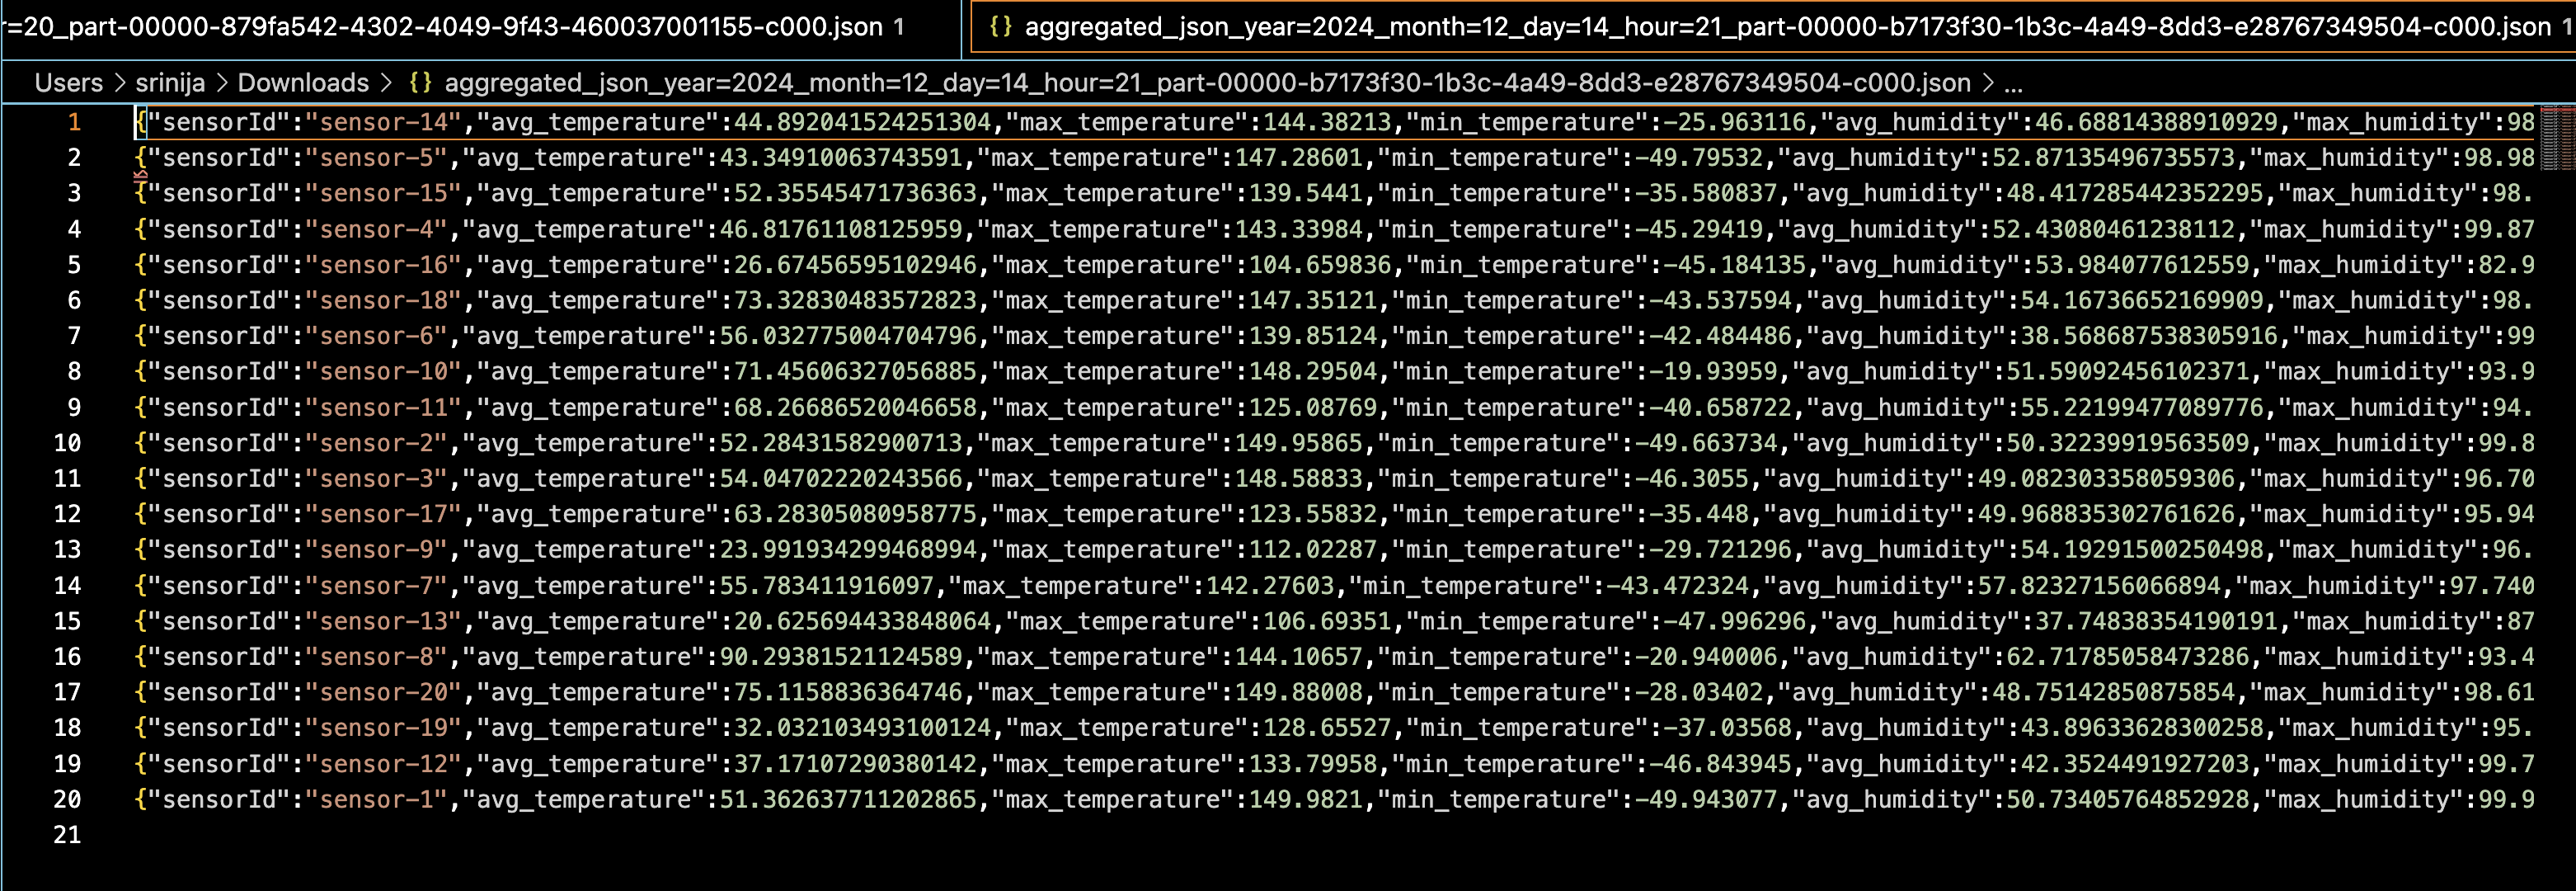 r=20_part-00000-879fa542-4302-4049-9f43-460037001155-c000.json 1
{} aggregated_json_year=2024_month=12_day=14_hour=21_part-00000-b7173f30-1b3c-4a49-8dd3-e28767349504-c000.json 1
Users > srinija > Downloads > {} aggregated_json_year=2024_month=12_day=14_hour=21_part-00000-b7173f30-1b3c-4a49-8dd3-e28767349504-c000.json > ...
1 {"sensorId":"sensor-14","avg_temperature":44.892041524251304,"max_temperature":144.38213,"min_temperature":-25.963116,"avg_humidity":46.68814388910929,"max_humidity":98
2 {"sensorId":"sensor-5","avg_temperature":43.34910063743591,"max_temperature":147.28601,"min_temperature":-49.79532,"avg_humidity":52.87135496735573,"max_humidity":98.98
3 {"sensorId":"sensor-15","avg_temperature":52.35545471736363,"max_temperature":139.5441,"min_temperature":-35.580837,"avg_humidity":48.417285442352295,"max_humidity":98.
4 {"sensorId":"sensor-4","avg_temperature":46.81761108125959,"max_temperature":143.33984,"min_temperature":-45.29419,"avg_humidity":52.43080461238112,"max_humidity":99.87
5 {"sensorId":"sensor-16","avg_temperature":26.67456595102946,"max_temperature":104.659836,"min_temperature":-45.184135,"avg_humidity":53.984077612559,"max_humidity":82.9
6 {"sensorId":"sensor-18","avg_temperature":73.32830483572823,"max_temperature":147.35121,"min_temperature":-43.537594,"avg_humidity":54.16736652169909,"max_humidity":98.
7 {"sensorId":"sensor-6","avg_temperature":56.032775004704796,"max_temperature":139.85124,"min_temperature":-42.484486,"avg_humidity":38.568687538305916,"max_humidity":99
8 {"sensorId":"sensor-10","avg_temperature":71.45606327056885,"max_temperature":148.29504,"min_temperature":-19.93959,"avg_humidity":51.59092456102371,"max_humidity":93.9
9 {"sensorId":"sensor-11","avg_temperature":68.26686520046658,"max_temperature":125.08769,"min_temperature":-40.658722,"avg_humidity":55.22199477089776,"max_humidity":94.
10 {"sensorId":"sensor-2","avg_temperature":52.28431582900713,"max_temperature":149.95865,"min_temperature":-49.663734,"avg_humidity":50.32239919563509,"max_humidity":99.8
11 {"sensorId":"sensor-3","avg_temperature":54.04702220243566,"max_temperature":148.58833,"min_temperature":-46.3055,"avg_humidity":49.082303358059306,"max_humidity":96.70
12 {"sensorId":"sensor-17","avg_temperature":63.28305080958775,"max_temperature":123.55832,"min_temperature":-35.448,"avg_humidity":49.968835302761626,"max_humidity":95.94
13 {"sensorId":"sensor-9","avg_temperature":23.991934299468994,"max_temperature":112.02287,"min_temperature":-29.721296,"avg_humidity":54.19291500250498,"max_humidity":96.
14 {"sensorId":"sensor-7","avg_temperature":55.783411916097,"max_temperature":142.27603,"min_temperature":-43.472324,"avg_humidity":57.82327156066894,"max_humidity":97.740
15 {"sensorId":"sensor-13","avg_temperature":20.625694433848064,"max_temperature":106.69351,"min_temperature":-47.996296,"avg_humidity":37.74838354190191,"max_humidity":87
16 {"sensorId":"sensor-8","avg_temperature":90.29381521124589,"max_temperature":144.10657,"min_temperature":-20.940006,"avg_humidity":62.71785058473286,"max_humidity":93.4
17 {"sensorId":"sensor-20","avg_temperature":75.1158836364746,"max_temperature":149.88008,"min_temperature":-28.03402,"avg_humidity":48.75142850875854,"max_humidity":98.61
18 {"sensorId":"sensor-19","avg_temperature":32.032103493100124,"max_temperature":128.65527,"min_temperature":-37.03568,"avg_humidity":43.89633628300258,"max_humidity":95.
19 {"sensorId":"sensor-12","avg_temperature":37.17107290380142,"max_temperature":133.79958,"min_temperature":-46.843945,"avg_humidity":42.3524491927203,"max_humidity":99.7
20 {"sensorId":"sensor-1","avg_temperature":51.362637711202865,"max_temperature":149.9821,"min_temperature":-49.943077,"avg_humidity":50.73405764852928,"max_humidity":99.9
21